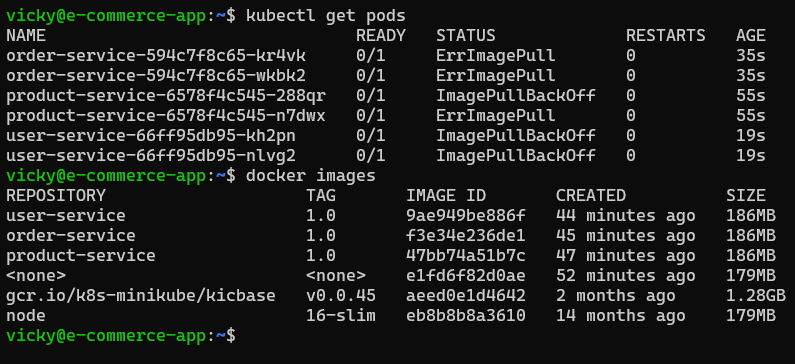 vicky@e-commerce-app:~$ kubectl get pods
NAME READY STATUS RESTARTS AGE
order-service-594c7f8c65-kr4vk 0/1 ErrImagePull 0 35s
order-service-594c7f8c65-wkbk2 0/1 ErrImagePull 0 35s
product-service-6578f4c545-288qr 0/1 ImagePullBackOff 0 55s
product-service-6578f4c545-n7dwx 0/1 ErrImagePull 0 55s
user-service-66ff95db95-kh2pn 0/1 ImagePullBackOff 0 19s
user-service-66ff95db95-nlvg2 0/1 ImagePullBackOff 0 19s
vicky@e-commerce-app:~$ docker images
REPOSITORY TAG IMAGE ID CREATED SIZE
user-service 1.0 9ae949be886f 44 minutes ago 186MB
order-service 1.0 f3e34e236de1 45 minutes ago 186MB
product-service 1.0 47bb74a51b7c 47 minutes ago 186MB
<none> <none> e1fd6f82d0ae 52 minutes ago 179MB
gcr.io/k8s-minikube/kicbase v0.0.45 aeed0e1d4642 2 months ago 1.28GB
node 16-slim eb8b8b8a3610 14 months ago 179MB
vicky@e-commerce-app:~$